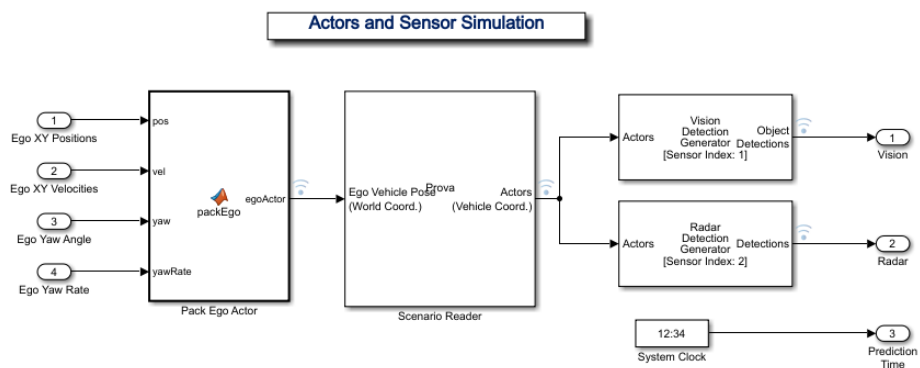 Actors and Sensor Simulation
1
Ego XY Positions
2
Ego XY Velocities
3
Ego Yaw Angle
4
Ego Yaw Rate
pos
vel
yaw
yawRate
packEgo
egoActor
Pack Ego Actor
Ego Vehicle Pose
(World Coord.)
Prova
Actors
(Vehicle Coord.)
Scenario Reader
Actors
Vision
Detection
Generator
[Sensor Index: 1]
Object
Detections
1
Vision
Actors
Radar
Detection
Generator
[Sensor Index: 2]
Detections
2
Radar
12:34
System Clock
3
Prediction
Time